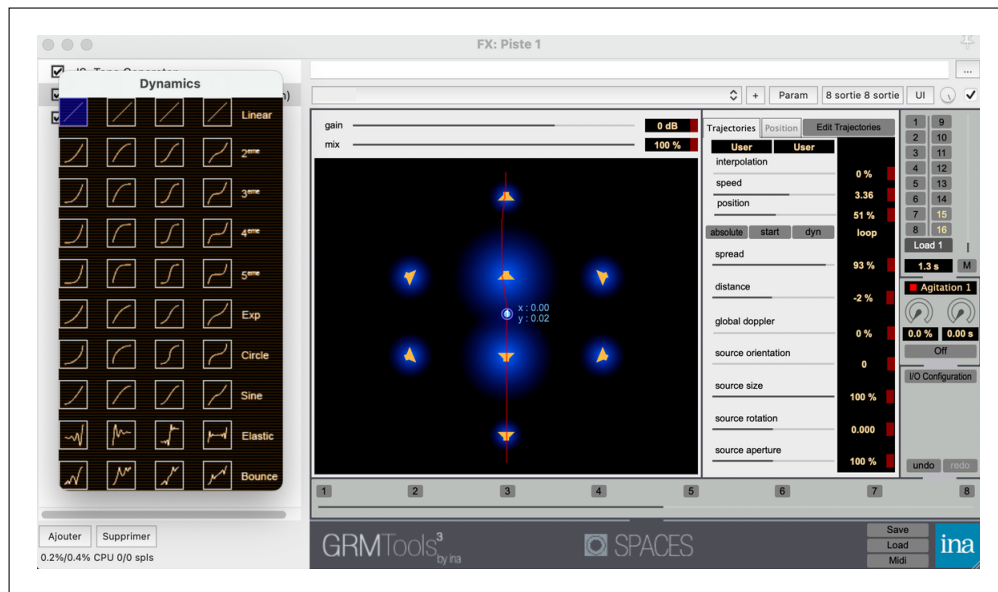 FX: Piste 1
Dynamics
Linear
2eme
3eme
4eme
5eme
Exp
Circle
Sine
Elastic
Bounce
Ajouter Supprimer
0.2%/0.4% CPU 0/0 spls
...
+ Param 8 sortie 8 sortie UI
gain 0 dB
mix 100 %
x : 0.00
y : 0.02
Trajectories Position Edit Trajectories
User User
interpolation 0 %
speed 3.36
position 51 %
absolute start dyn loop
spread 93 %
distance -2 %
global doppler 0 %
source orientation 0
source size 100 %
source rotation 0.000
source aperture 100 %
1 9
2 10
3 11
4 12
5 13
6 14
7 15
8 16
Load 1
1.3 s M
Agitation 1
0.0 % 0.00 s
Off
I/O Configuration
undo redo
1 2 3 4 5 6 7 8
GRMTools3
by ina
SPACES
Save
Load
Midi
ina